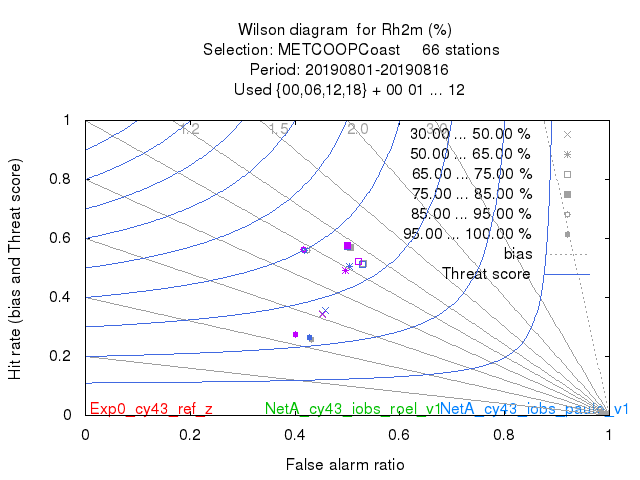 Wilson diagram for Rh2m (%)
Selection: METCOOPCoast 66 stations
Period: 20190801-20190816
Used {00,06,12,18} + 00 01 ... 12
1.2 1.5 2.0 3.0
30.00 ... 50.00 %
50.00 ... 65.00 %
65.00 ... 75.00 %
75.00 ... 85.00 %
85.00 ... 95.00 %
95.00 ... 100.00 %
bias
Threat score
Hit rate (bias and Threat score)
1
0.8
0.6
0.4
0.2
0
Exp0_cy43_ref_z NetA_cy43_iobs_roel_v1 NetA_cy43_iobs_paulo_v1
0 0.2 0.4 0.6 0.8 1
False alarm ratio